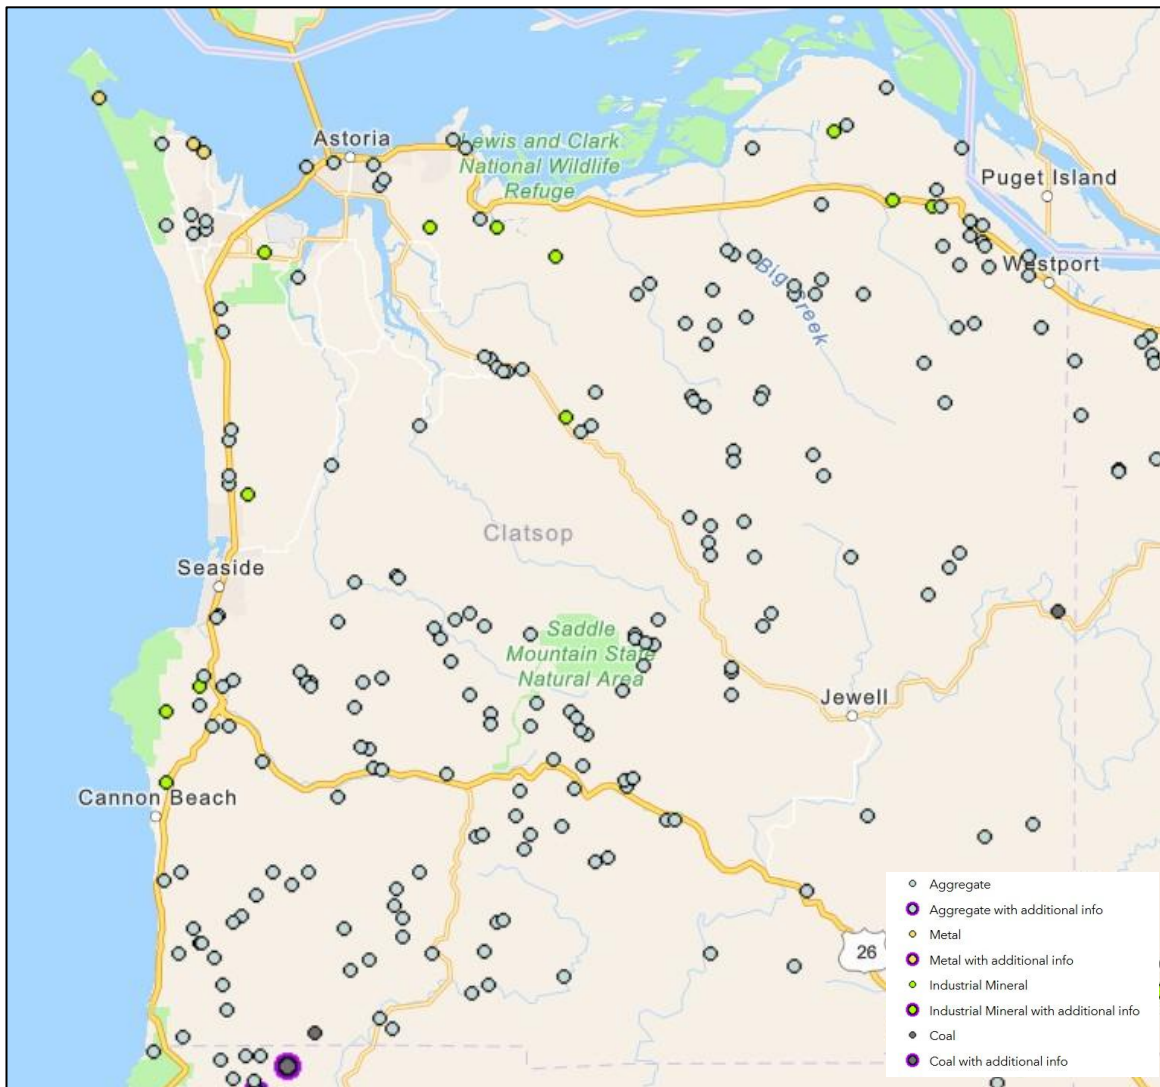 Astoria
Lewis and Clark
National Wildlife
Refuge
Puget Island
Westport
Big Creek
Clatsop
Seaside
Saddle
Mountain State
Natural Area
Jewell
Cannon Beach
26
Aggregate
Aggregate with additional info
Metal
Metal with additional info
Industrial Mineral
Industrial Mineral with additional info
Coal
Coal with additional info